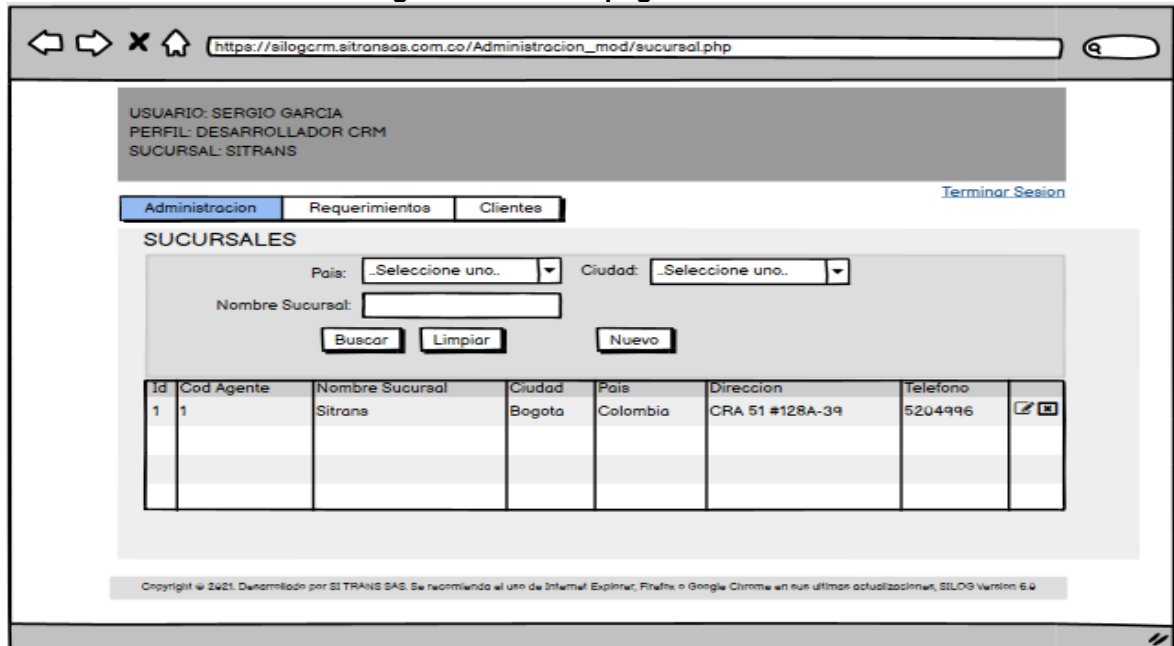 https://silogcrm.sitransas.com.co/Administracion_mod/sucursal.php
USUARIO: SERGIO GARCIA
PERFIL: DESARROLLADOR CRM
SUCURSAL: SITRANS
Terminar Sesion
Administracion Requerimientos Clientes
SUCURSALES
Pais: ..Seleccione uno.. Ciudad: ..Seleccione uno..
Nombre Sucursal:
Buscar Limpiar Nuevo
Id Cod Agente Nombre Sucursal Ciudad Pais Direccion Telefono
1 1 Sitrans Bogota Colombia CRA 51 #128A-39 5204996
Copyright © 2021. Desarrollado por SI TRANS SAS. Se recomienda el uso de Internet Explorer, Firefox o Google Chrome en sus ultimas actualizaciones, SILOG Version 6.0